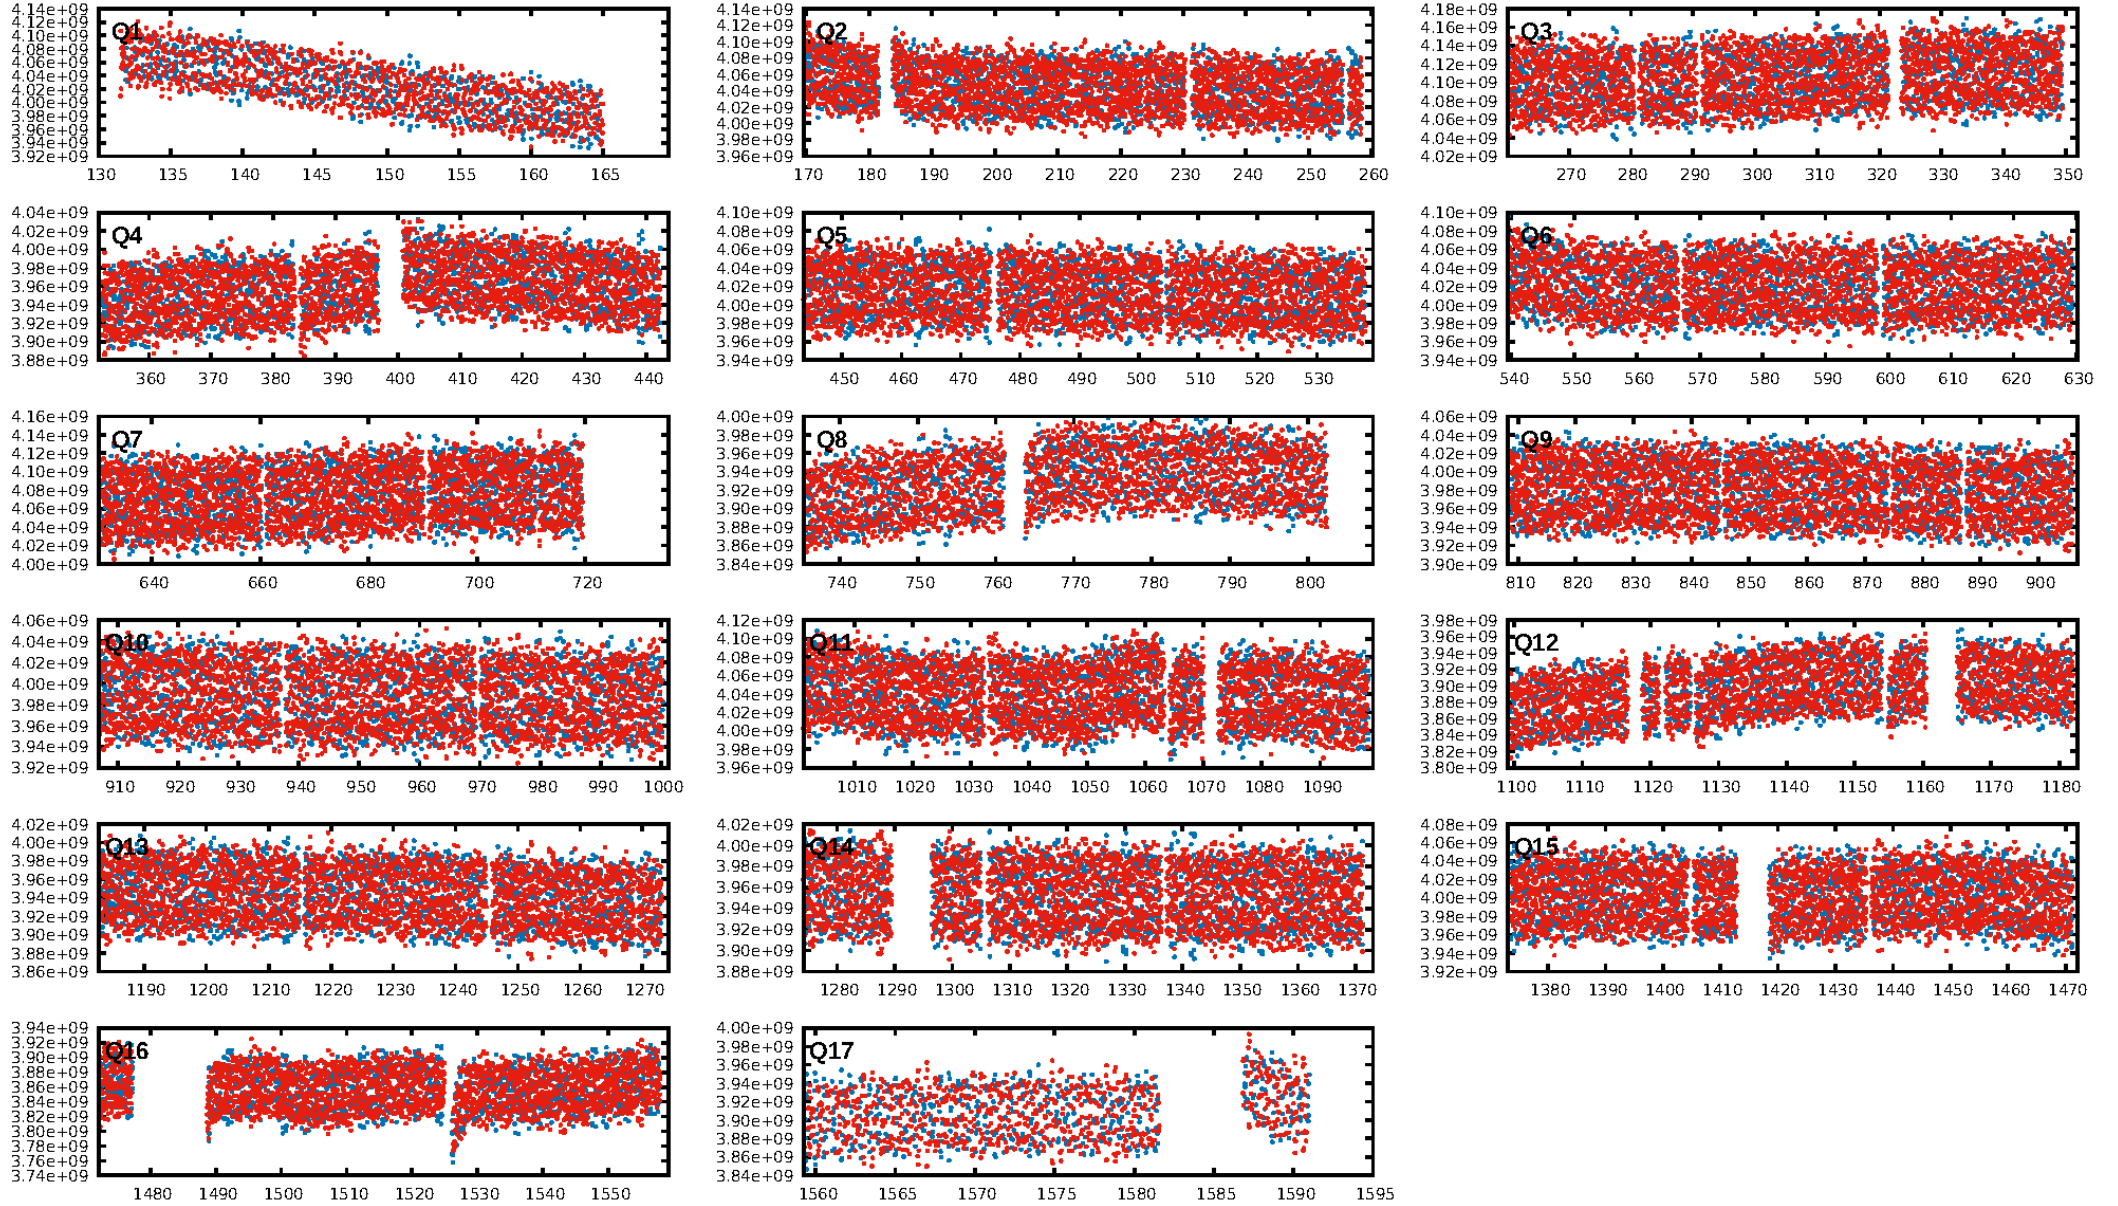 Q1
4.14e+09
4.12e+09
4.10e+09
4.08e+09
4.06e+09
4.04e+09
4.02e+09
4.00e+09
3.98e+09
3.96e+09
3.94e+09
3.92e+09
130 135 140 145 150 155 160 165
Q2
4.14e+09
4.12e+09
4.10e+09
4.08e+09
4.06e+09
4.04e+09
4.02e+09
4.00e+09
3.98e+09
3.96e+09
170 180 190 200 210 220 230 240 250 260
Q3
4.18e+09
4.16e+09
4.14e+09
4.12e+09
4.10e+09
4.08e+09
4.06e+09
4.04e+09
4.02e+09
270 280 290 300 310 320 330 340 350
Q4
4.04e+09
4.02e+09
4.00e+09
3.98e+09
3.96e+09
3.94e+09
3.92e+09
3.90e+09
3.88e+09
360 370 380 390 400 410 420 430 440
Q5
4.10e+09
4.08e+09
4.06e+09
4.04e+09
4.02e+09
4.00e+09
3.98e+09
3.96e+09
3.94e+09
450 460 470 480 490 500 510 520 530
Q6
4.10e+09
4.08e+09
4.06e+09
4.04e+09
4.02e+09
4.00e+09
3.98e+09
3.96e+09
3.94e+09
540 550 560 570 580 590 600 610 620 630
Q7
4.16e+09
4.14e+09
4.12e+09
4.10e+09
4.08e+09
4.06e+09
4.04e+09
4.02e+09
4.00e+09
640 660 680 700 720
Q8
4.00e+09
3.98e+09
3.96e+09
3.94e+09
3.92e+09
3.90e+09
3.88e+09
3.86e+09
3.84e+09
740 750 760 770 780 790 800
Q9
4.06e+09
4.04e+09
4.02e+09
4.00e+09
3.98e+09
3.96e+09
3.94e+09
3.92e+09
3.90e+09
810 820 830 840 850 860 870 880 890 900
Q10
4.06e+09
4.04e+09
4.02e+09
4.00e+09
3.98e+09
3.96e+09
3.94e+09
3.92e+09
910 920 930 940 950 960 970 980 990 1000
Q11
4.12e+09
4.10e+09
4.08e+09
4.06e+09
4.04e+09
4.02e+09
4.00e+09
3.98e+09
3.96e+09
1010 1020 1030 1040 1050 1060 1070 1080 1090
Q12
3.98e+09
3.96e+09
3.94e+09
3.92e+09
3.90e+09
3.88e+09
3.86e+09
3.84e+09
3.82e+09
3.80e+09
1100 1110 1120 1130 1140 1150 1160 1170 1180
Q13
4.02e+09
4.00e+09
3.98e+09
3.96e+09
3.94e+09
3.92e+09
3.90e+09
3.88e+09
3.86e+09
1190 1200 1210 1220 1230 1240 1250 1260 1270
Q14
4.02e+09
4.00e+09
3.98e+09
3.96e+09
3.94e+09
3.92e+09
3.90e+09
3.88e+09
1280 1290 1300 1310 1320 1330 1340 1350 1360 1370
Q15
4.08e+09
4.06e+09
4.04e+09
4.02e+09
4.00e+09
3.98e+09
3.96e+09
3.94e+09
3.92e+09
1380 1390 1400 1410 1420 1430 1440 1450 1460 1470
Q16
3.94e+09
3.92e+09
3.90e+09
3.88e+09
3.86e+09
3.84e+09
3.82e+09
3.80e+09
3.78e+09
3.76e+09
3.74e+09
1480 1490 1500 1510 1520 1530 1540 1550
Q17
4.00e+09
3.98e+09
3.96e+09
3.94e+09
3.92e+09
3.90e+09
3.88e+09
3.86e+09
3.84e+09
1560 1565 1570 1575 1580 1585 1590 1595